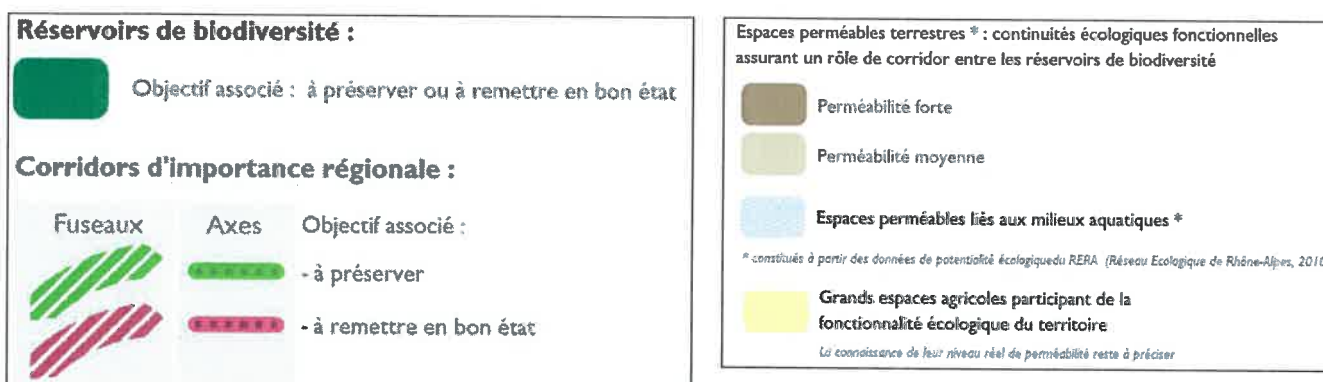 Réservoirs de biodiversité :
Objectif associé : à préserver ou à remettre en bon état
Corridors d'importance régionale :
Fuseaux Axes Objectif associé :
- à préserver
- à remettre en bon état
Espaces perméables terrestres * : continuités écologiques fonctionnelles
assurant un rôle de corridor entre les réservoirs de biodiversité
Perméabilité forte
Perméabilité moyenne
Espaces perméables liés aux milieux aquatiques *
* constitués à partir des données de potentialité écologiquedu RERA (Réseau Ecologique de Rhône-Alpes, 2010
Grands espaces agricoles participant de la
fonctionnalité écologique du territoire
La connaissance de leur niveau réel de perméabilité reste à préciser